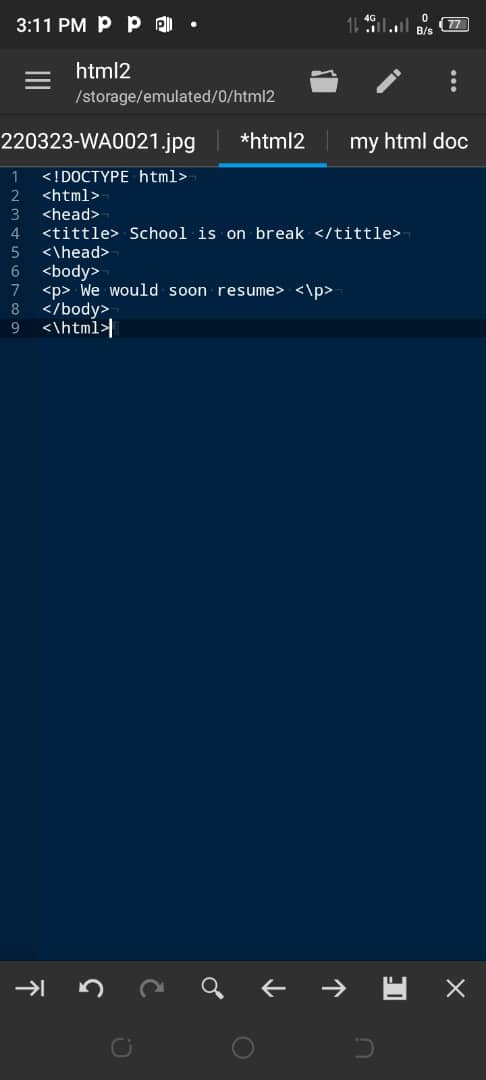 3:11 PM
4G
0 B/s
77
html2
/storage/emulated/0/html2
220323-WA0021.jpg *html2 my html doc
1 <!DOCTYPE html>
2 <html>
3 <head>
4 <tittle> School is on break </tittle>
5 <\head>
6 <body>
7 <p> We would soon resume> <\p>
8 </body>
9 <\html>